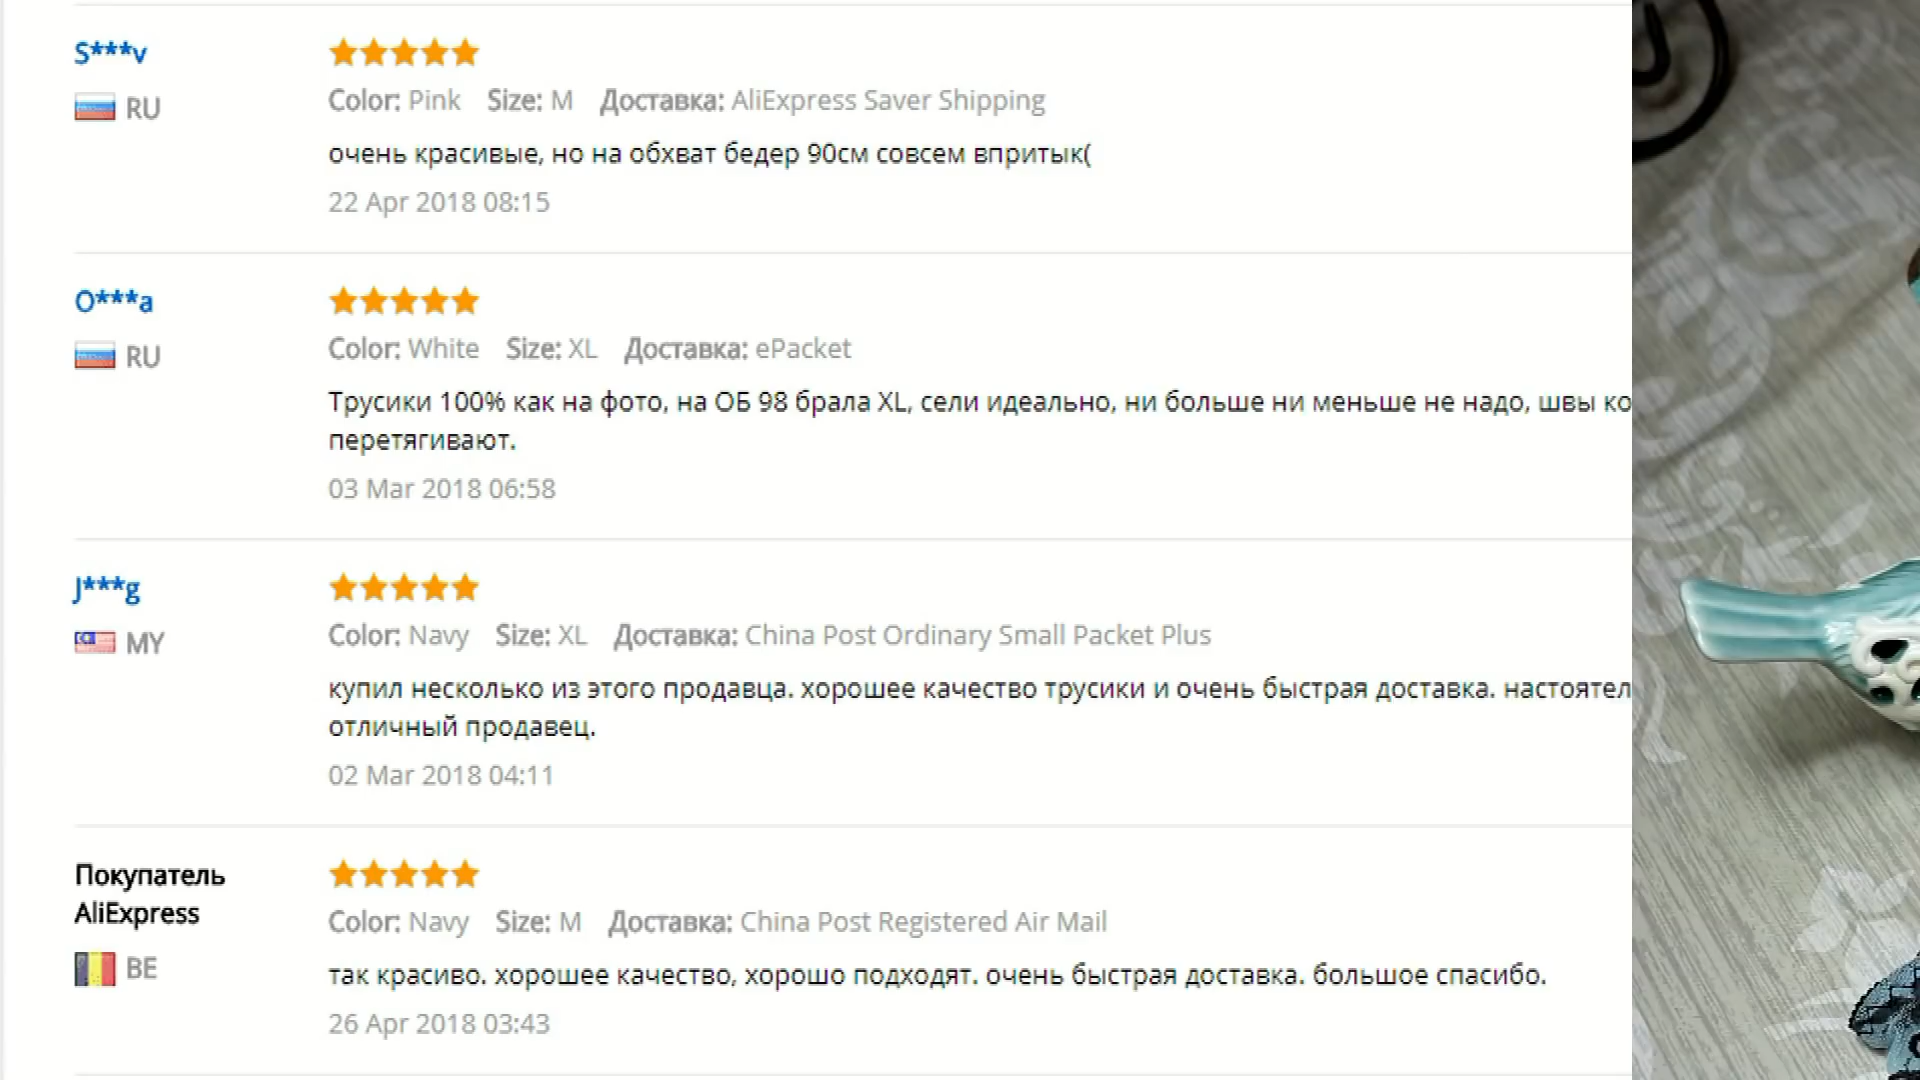 S***v
RU
Color: Pink Size: M Доставка: AliExpress Saver Shipping
очень красивые, но на обхват бедер 90см совсем впритык(
22 Apr 2018 08:15
O***a
RU
Color: White Size: XL Доставка: ePacket
Трусики 100% как на фото, на ОБ 98 брала XL, сели идеально, ни больше ни меньше не надо, швы ко
перетягивают.
03 Mar 2018 06:58
J***g
MY
Color: Navy Size: XL Доставка: China Post Ordinary Small Packet Plus
купил несколько из этого продавца. хорошее качество трусики и очень быстрая доставка. настоятел
отличный продавец.
02 Mar 2018 04:11
Покупатель
AliExpress
BE
Color: Navy Size: M Доставка: China Post Registered Air Mail
так красиво. хорошее качество, хорошо подходят. очень быстрая доставка. большое спасибо.
26 Apr 2018 03:43